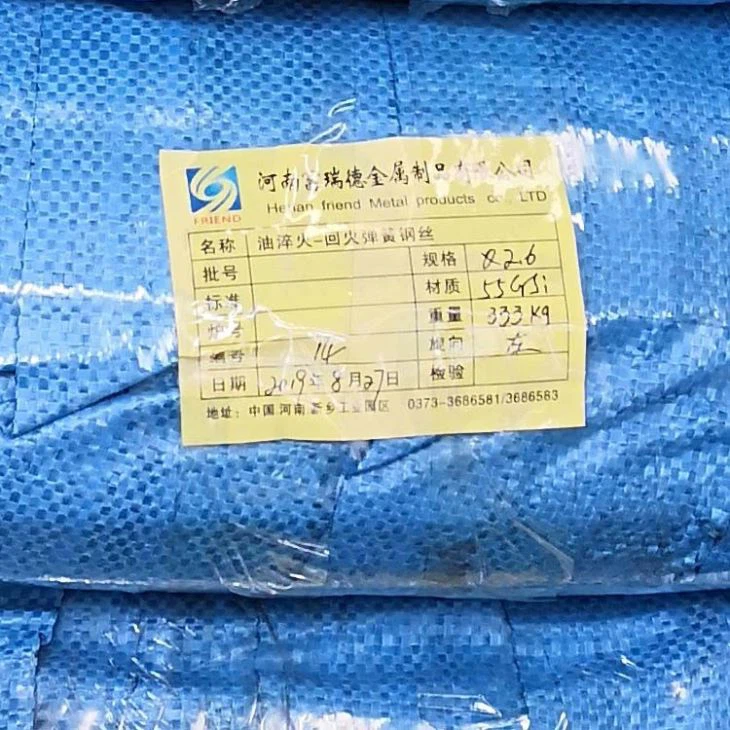 FRIEND
河南富瑞德金属制品有限公司
Henan friend Metal products co., LTD
名称 油淬火-回火弹簧钢丝
批号 规格 2.6
标准 材质 55CrSi
炉号 重量 333Kg
编号 14 旋向 左
日期 2019年8月27日 检验
地址: 中国河南新乡工业园区 0373-3686581/3686583